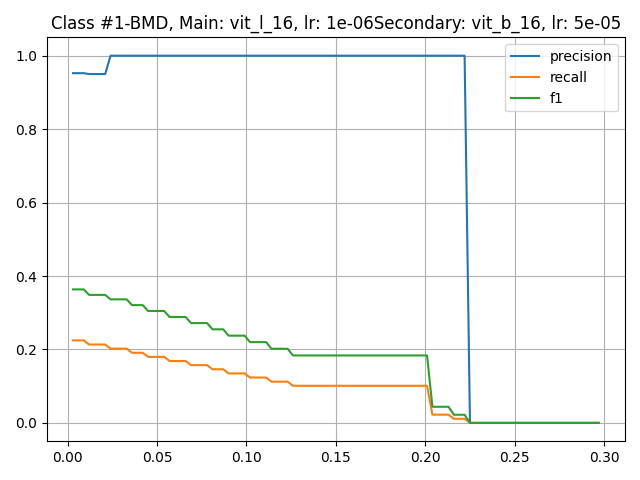 Class #1-BMD, Main: vit_l_16, lr: 1e-06Secondary: vit_b_16, lr: 5e-05
precision
recall
f1
1.0
0.8
0.6
0.4
0.2
0.0
0.00 0.05 0.10 0.15 0.20 0.25 0.30